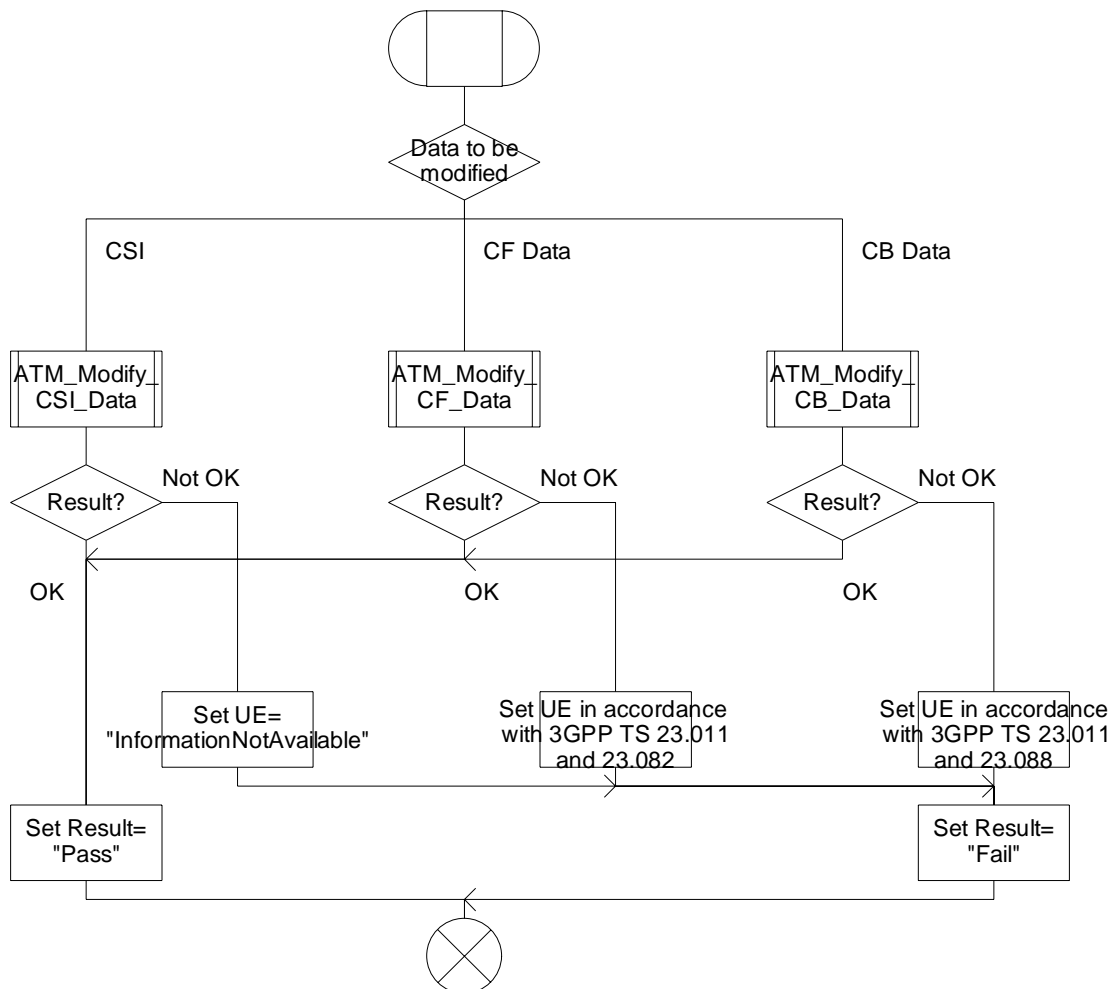 Data to be
modified
CSI
CF Data
CB Data
ATM_Modify_
CSI_Data
ATM_Modify_
CF_Data
ATM_Modify_
CB_Data
Result?
Not OK
Result?
Not OK
Result?
Not OK
OK
OK
OK
Set UE=
"InformationNotAvailable"
Set UE in accordance
with 3GPP TS 23.011
and 23.082
Set UE in accordance
with 3GPP TS 23.011
and 23.088
Set Result=
"Pass"
Set Result=
"Fail"